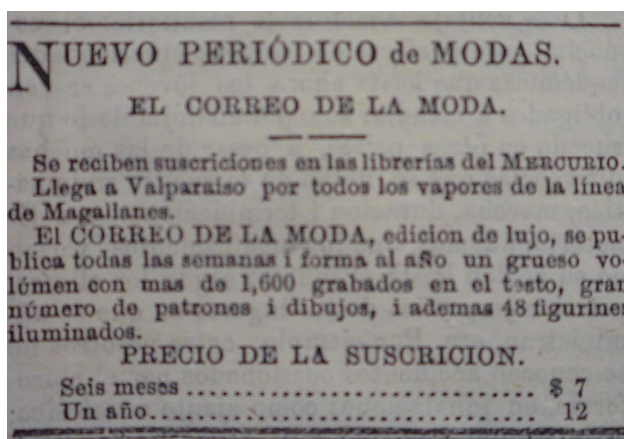 NUEVO PERIÓDICO de MODAS.
EL CORREO DE LA MODA.
Se reciben suscriciones en las librerías del MERCURIO.
Llega a Valparaiso por todos los vapores de la línea
de Magallanes.
El CORREO DE LA MODA, edicion de lujo, se pu-
blica todas las semanas i forma al año un grueso vo-
lúmen con mas de 1,600 grabados en el testo, gran
número de patrones i dibujos, i ademas 48 figurines
iluminados.
PRECIO DE LA SUSCRICION.
Seis meses ........................... $ 7
Un año................................ 12